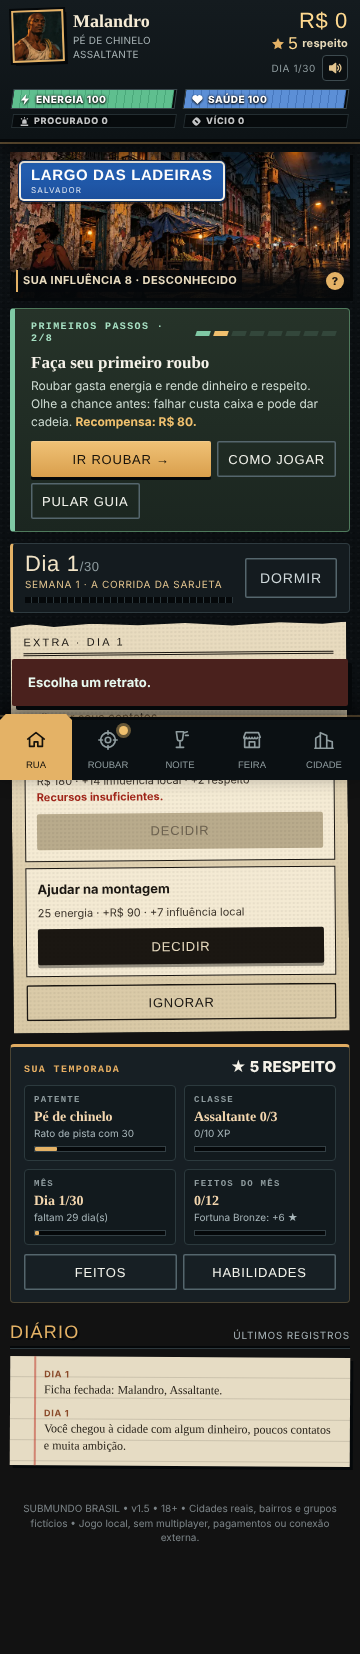 Malandro
PÉ DE CHINELO
ASSALTANTE
R$ 0
5 respeito
DIA 1/30
ENERGIA 100
SAÚDE 100
PROCURADO 0
VÍCIO 0
LARGO DAS LADEIRAS
SALVADOR
SUA INFLUÊNCIA 8 · DESCONHECIDO
?
PRIMEIROS PASSOS ·
2/8
Faça seu primeiro roubo
Roubar gasta energia e rende dinheiro e respeito.
Olhe a chance antes: falhar custa caixa e pode dar
cadeia. Recompensa: R$ 80.
IR ROUBAR →
COMO JOGAR
PULAR GUIA
Dia 1/30
SEMANA 1 · A CORRIDA DA SARJETA
DORMIR
EXTRA · DIA 1
Escolha um retrato.
RUA
ROUBAR
NOITE
FEIRA
CIDADE
R$ 180 · +14 influência local · +2 respeito
Recursos insuficientes.
DECIDIR
Ajudar na montagem
25 energia · +R$ 90 · +7 influência local
DECIDIR
IGNORAR
SUA TEMPORADA
★ 5 RESPEITO
PATENTE
Pé de chinelo
Rato de pista com 30
CLASSE
Assaltante 0/3
0/10 XP
MÊS
Dia 1/30
faltam 29 dia(s)
FEITOS DO MÊS
0/12
Fortuna Bronze: +6 ★
FEITOS
HABILIDADES
DIÁRIO
ÚLTIMOS REGISTROS
DIA 1
Ficha fechada: Malandro, Assaltante.
DIA 1
Você chegou à cidade com algum dinheiro, poucos contatos
e muita ambição.
SUBMUNDO BRASIL • v1.5 • 18+ • Cidades reais, bairros e grupos
fictícios • Jogo local, sem multiplayer, pagamentos ou conexão
externa.